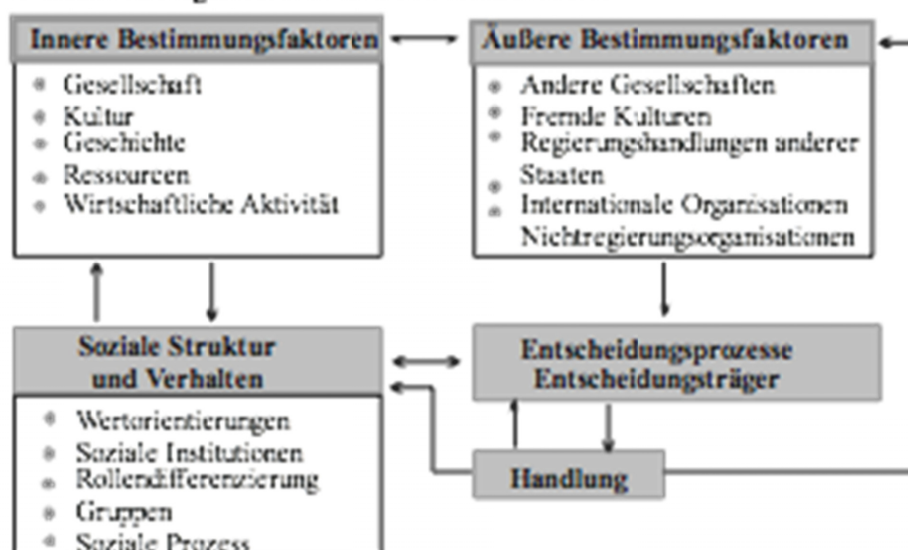 Innere Bestimmungsfaktoren
Gesellschaft
Kultur
Geschichte
Ressourcen
Wirtschaftliche Aktivität
Äußere Bestimmungsfaktoren
Andere Gesellschaften
Fremde Kulturen
Regierungshandlungen anderer
Staaten
Internationale Organisationen
Nichtregierungsorganisationen
Soziale Struktur
und Verhalten
Wertorientierungen
Soziale Institutionen
Rollendifferenzierung
Gruppen
Soziale Prozess
Entscheidungsprozesse
Entscheidungsträger
Handlung